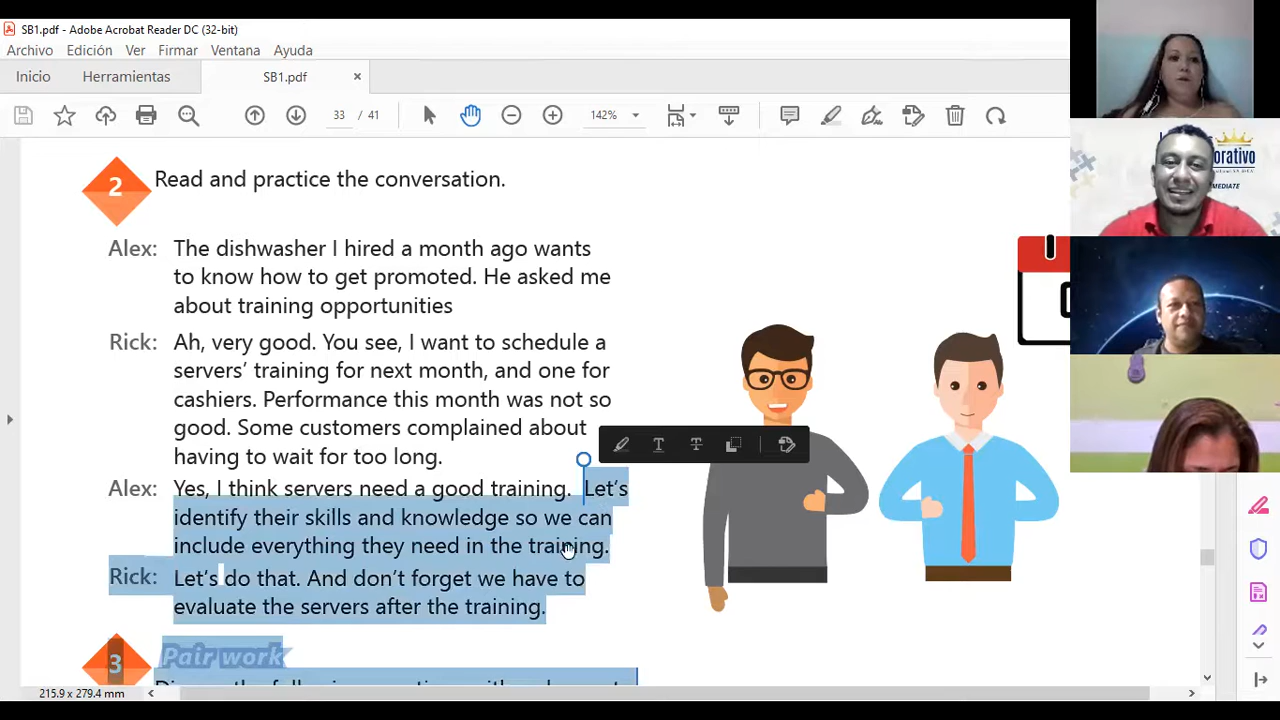 SB1.pdf - Adobe Acrobat Reader DC (32-bit)
Archivo Edición Ver Firmar Ventana Ayuda
Inicio Herramientas SB1.pdf ×
33 / 41 142%
2 Read and practice the conversation.
Alex: The dishwasher I hired a month ago wants
to know how to get promoted. He asked me
about training opportunities
Rick: Ah, very good. You see, I want to schedule a
servers’ training for next month, and one for
cashiers. Performance this month was not so
good. Some customers complained about
having to wait for too long.
Alex: Yes, I think servers need a good training. Let’s
identify their skills and knowledge so we can
include everything they need in the training.
Rick: Let’s do that. And don’t forget we have to
evaluate the servers after the training.
3 Pair work
215.9 x 279.4 mm
orativo